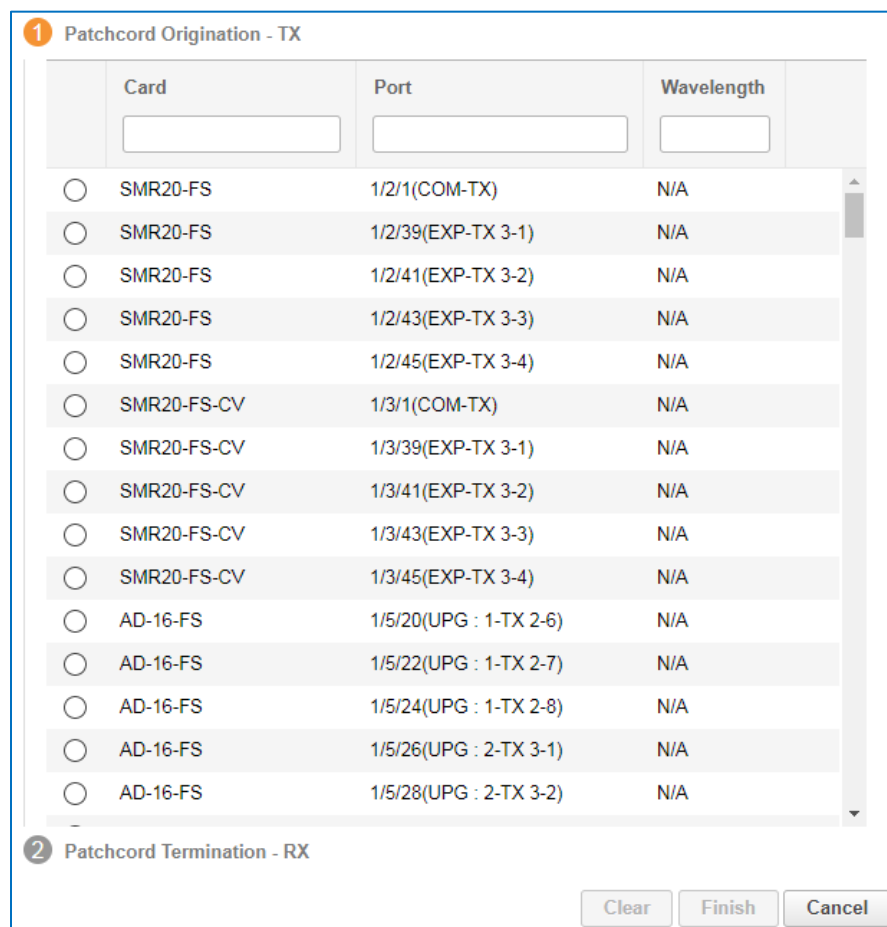 1 Patchcord Origination - TX
Card Port Wavelength
SMR20-FS 1/2/1(COM-TX) N/A
SMR20-FS 1/2/39(EXP-TX 3-1) N/A
SMR20-FS 1/2/41(EXP-TX 3-2) N/A
SMR20-FS 1/2/43(EXP-TX 3-3) N/A
SMR20-FS 1/2/45(EXP-TX 3-4) N/A
SMR20-FS-CV 1/3/1(COM-TX) N/A
SMR20-FS-CV 1/3/39(EXP-TX 3-1) N/A
SMR20-FS-CV 1/3/41(EXP-TX 3-2) N/A
SMR20-FS-CV 1/3/43(EXP-TX 3-3) N/A
SMR20-FS-CV 1/3/45(EXP-TX 3-4) N/A
AD-16-FS 1/5/20(UPG : 1-TX 2-6) N/A
AD-16-FS 1/5/22(UPG : 1-TX 2-7) N/A
AD-16-FS 1/5/24(UPG : 1-TX 2-8) N/A
AD-16-FS 1/5/26(UPG : 2-TX 3-1) N/A
AD-16-FS 1/5/28(UPG : 2-TX 3-2) N/A
2 Patchcord Termination - RX
Clear Finish Cancel